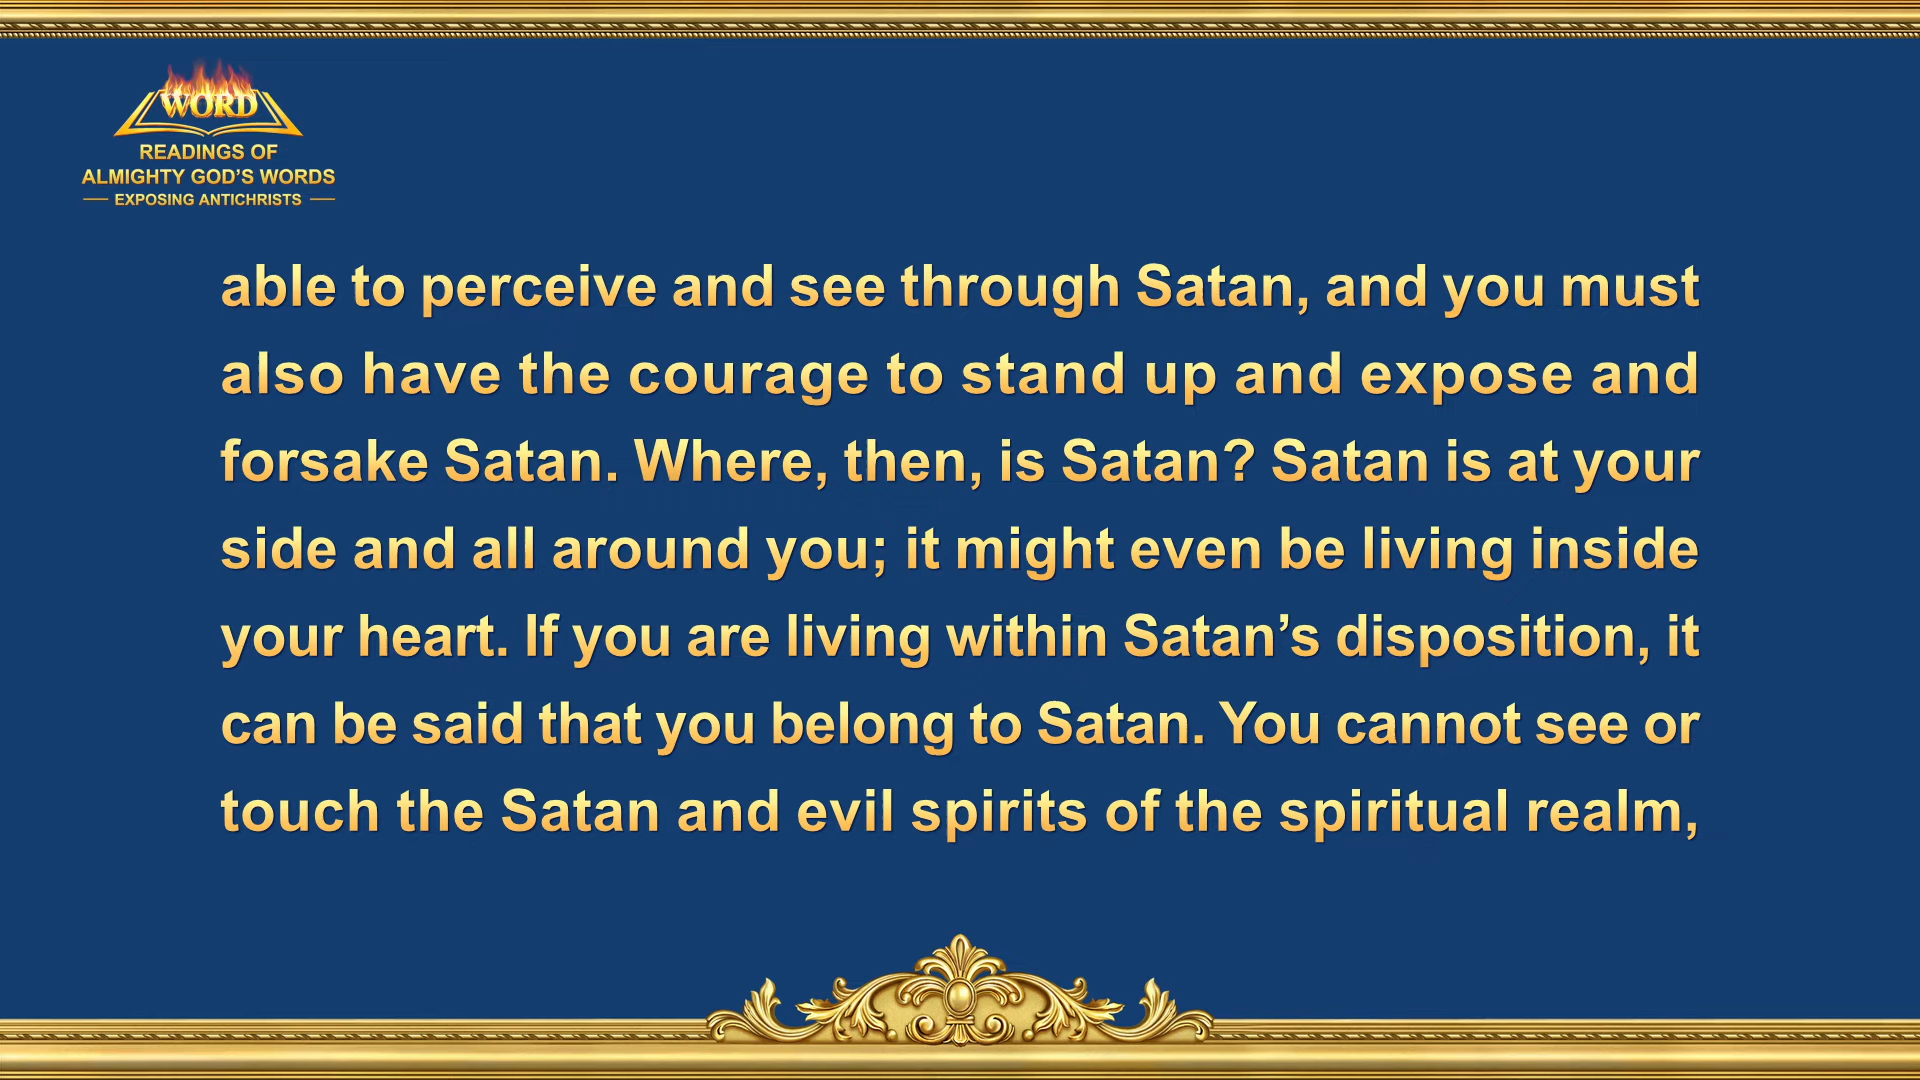 WORD
READINGS OF
ALMIGHTY GOD’S WORDS
EXPOSING ANTICHRISTS
able to perceive and see through Satan, and you must
also have the courage to stand up and expose and
forsake Satan. Where, then, is Satan? Satan is at your
side and all around you; it might even be living inside
your heart. If you are living within Satan’s disposition, it
can be said that you belong to Satan. You cannot see or
touch the Satan and evil spirits of the spiritual realm,